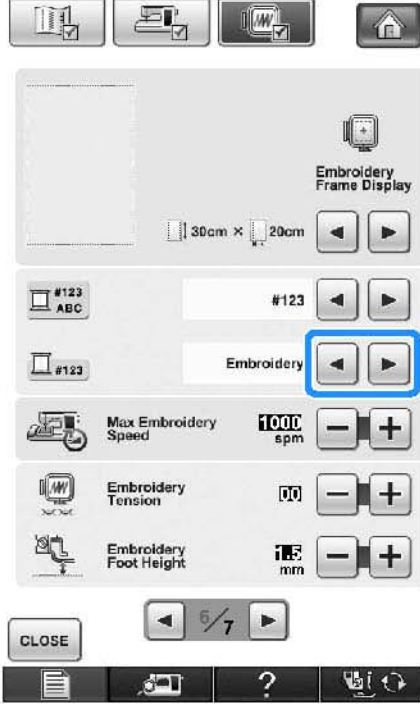 Embroidery
Frame Display
30cm × 20cm
#123
ABC
#123
#123
Embroidery
Max Embroidery
Speed
1000
spm
Embroidery
Tension
00
Embroidery
Foot Height
1.5
mm
6/7
CLOSE
?